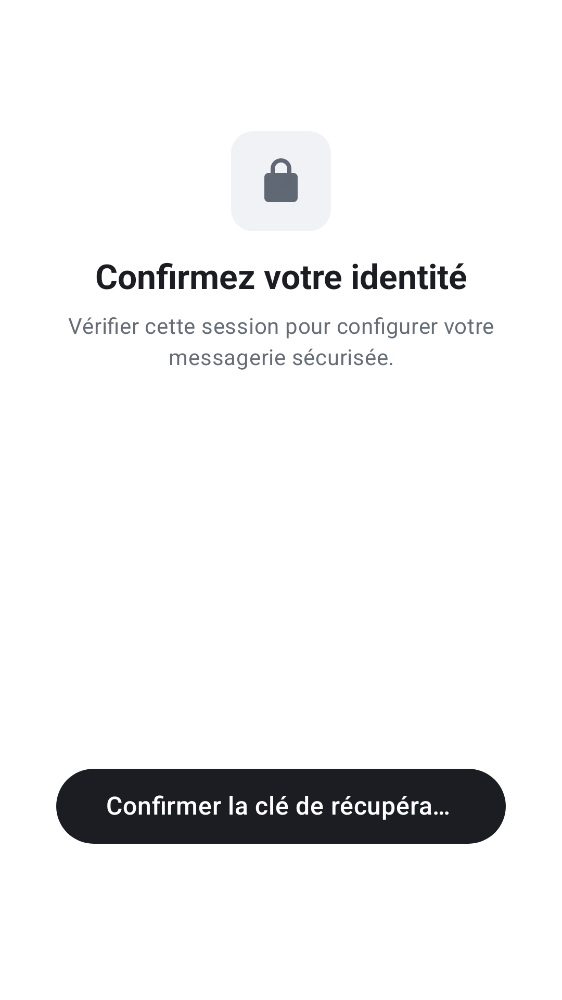 Confirmez votre identité
Vérifier cette session pour configurer votre
messagerie sécurisée.
Confirmer la clé de récupéra…